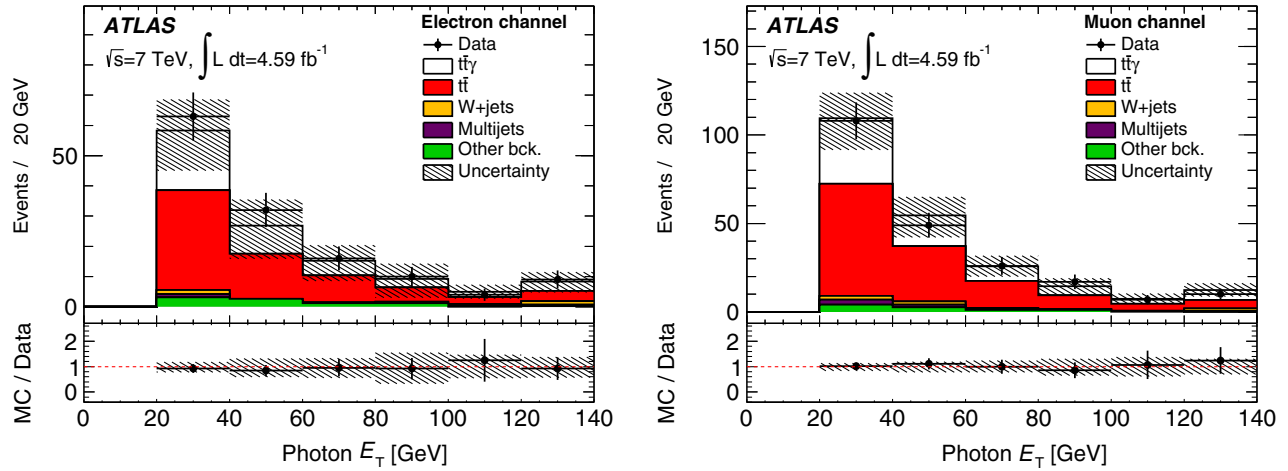 ATLAS
√s=7 TeV, ∫L dt=4.59 fb⁻¹
Electron channel
Data
tt̄γ
tt̄
W+jets
Multijets
Other bck.
Uncertainty
Events / 20 GeV
50
0
MC / Data
2
1
0
0 20 40 60 80 100 120 140
Photon E_T [GeV]
ATLAS
√s=7 TeV, ∫L dt=4.59 fb⁻¹
Muon channel
Data
tt̄γ
tt̄
W+jets
Multijets
Other bck.
Uncertainty
Events / 20 GeV
150
100
50
0
MC / Data
2
1
0
0 20 40 60 80 100 120 140
Photon E_T [GeV]